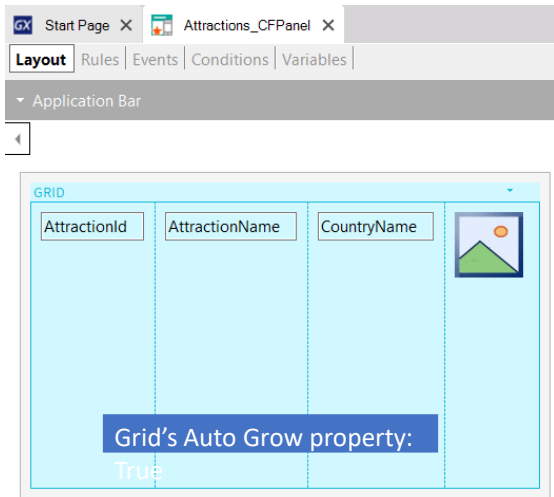 GX Start Page X Attractions_CFPanel X
Layout Rules Events Conditions Variables
Application Bar
GRID
AttractionId AttractionName CountryName
Grid's Auto Grow property:
True